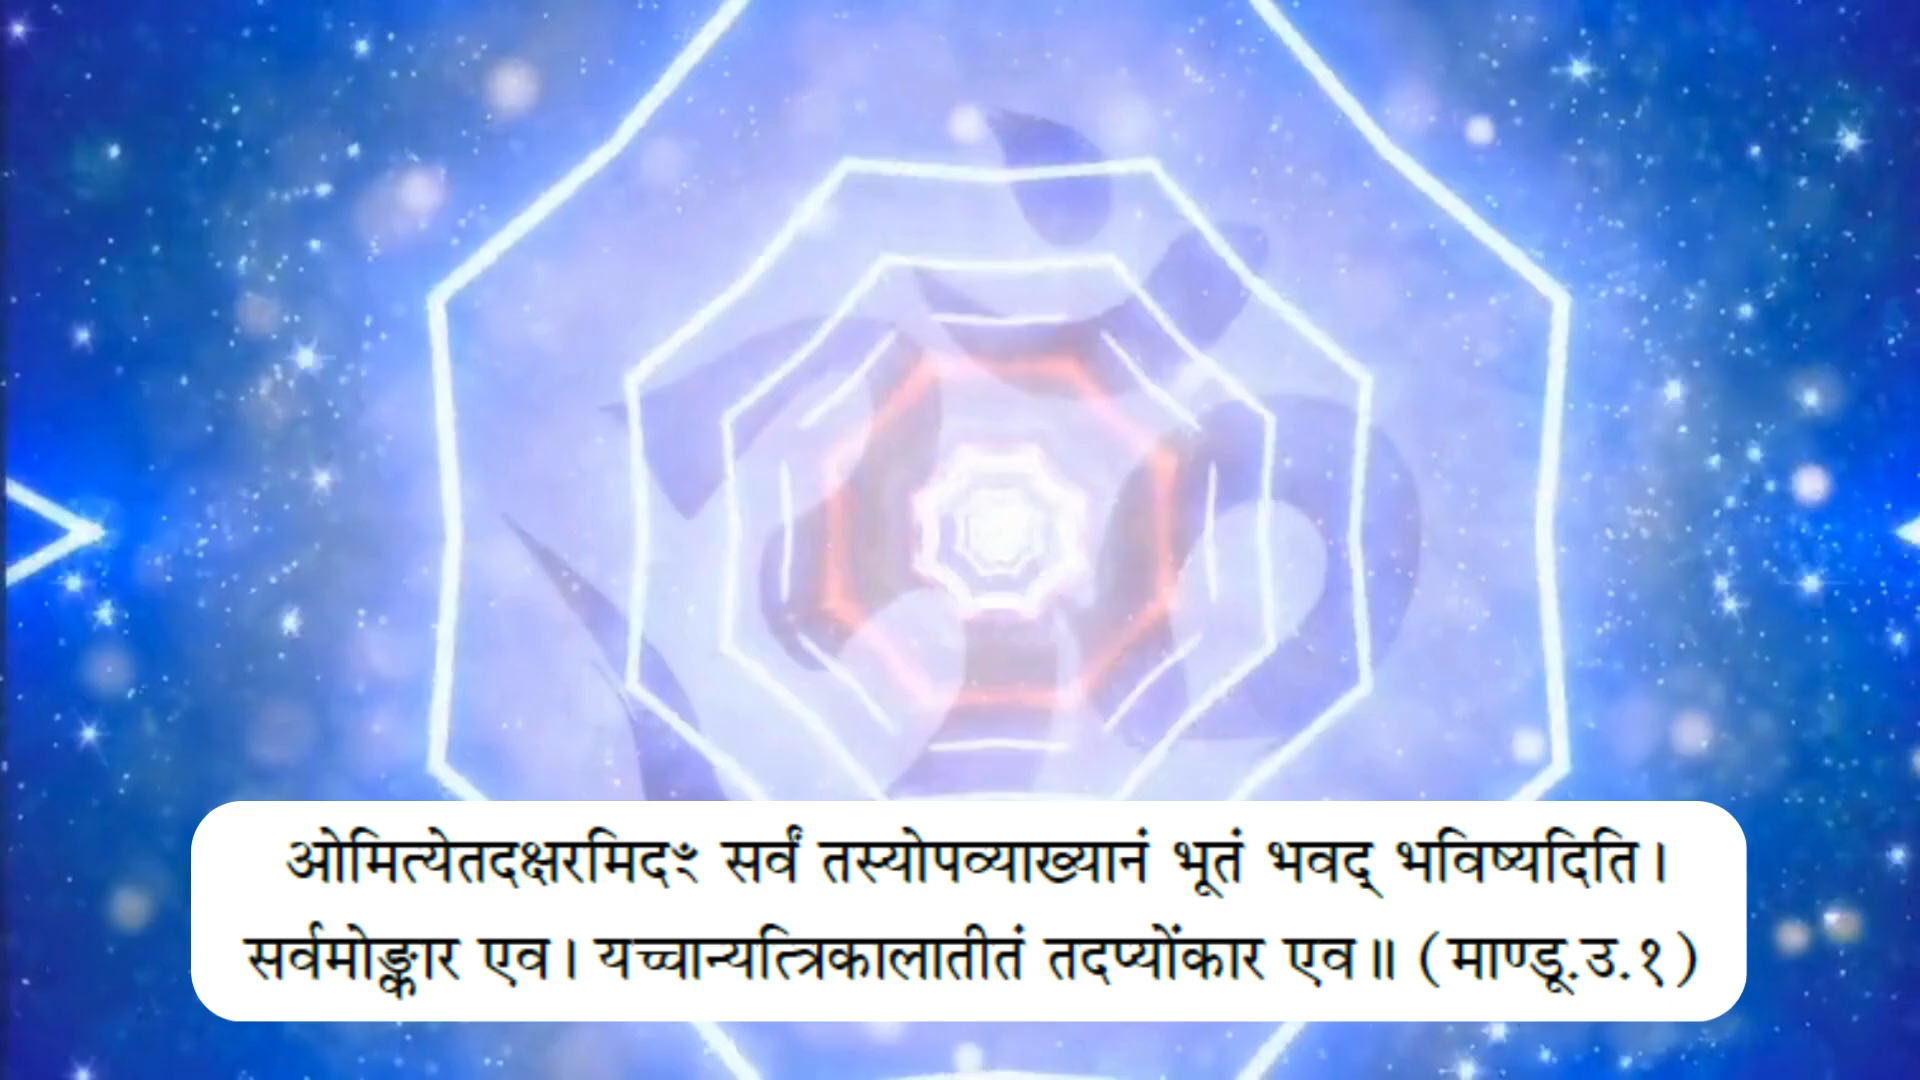 ओमित्येतदक्षरमिदꣳ सर्वं तस्योपव्याख्यानं भूतं भवद् भविष्यदिति।
सर्वमोङ्कार एव। यच्चान्यत्त्रिकालातीतं तदप्योंकार एव॥ (माण्डू.उ.१)